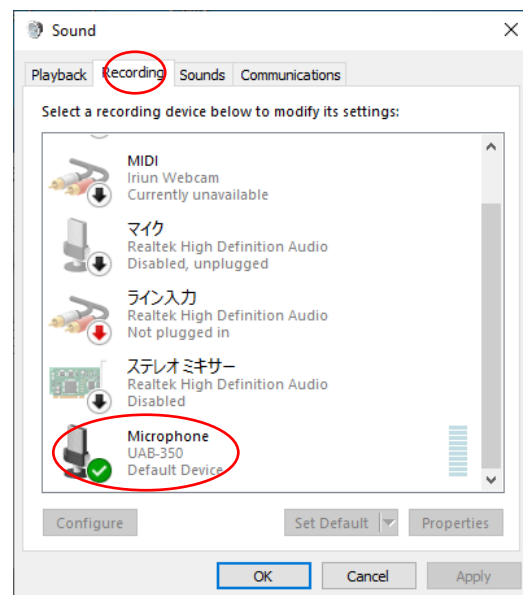 Sound
Playback Recording Sounds Communications
Select a recording device below to modify its settings:
MIDI
Iriun Webcam
Currently unavailable
マイク
Realtek High Definition Audio
Disabled, unplugged
ライン入力
Realtek High Definition Audio
Not plugged in
ステレオ ミキサー
Realtek High Definition Audio
Disabled
Microphone
UAB-350
Default Device
Configure Set Default Properties
OK Cancel Apply